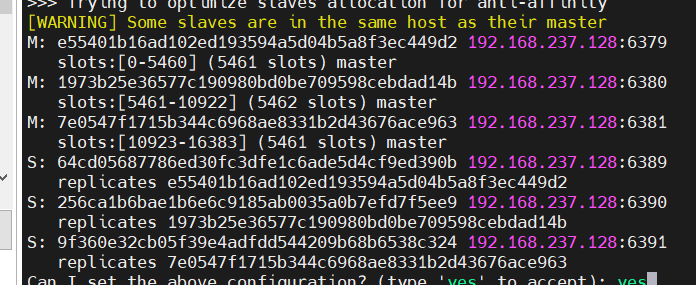 >>> Trying to optimize slaves allocation for anti-affinity
[WARNING] Some slaves are in the same host as their master
M: e55401b16ad102ed193594a5d04b5a8f3ec449d2 192.168.237.128:6379
slots:[0-5460] (5461 slots) master
M: 1973b25e36577c190980bd0be709598cebdad14b 192.168.237.128:6380
slots:[5461-10922] (5462 slots) master
M: 7e0547f1715b344c6968ae8331b2d43676ace963 192.168.237.128:6381
slots:[10923-16383] (5461 slots) master
S: 64cd05687786ed30fc3dfe1c6ade5d4cf9ed390b 192.168.237.128:6389
replicates e55401b16ad102ed193594a5d04b5a8f3ec449d2
S: 256ca1b6bae1b6e6c9185ab0035a0b7efd7f5ee9 192.168.237.128:6390
replicates 1973b25e36577c190980bd0be709598cebdad14b
S: 9f360e32cb05f39e4adfdd544209b68b6538c324 192.168.237.128:6391
replicates 7e0547f1715b344c6968ae8331b2d43676ace963
Can I set the above configuration? (type 'yes' to accept): yes